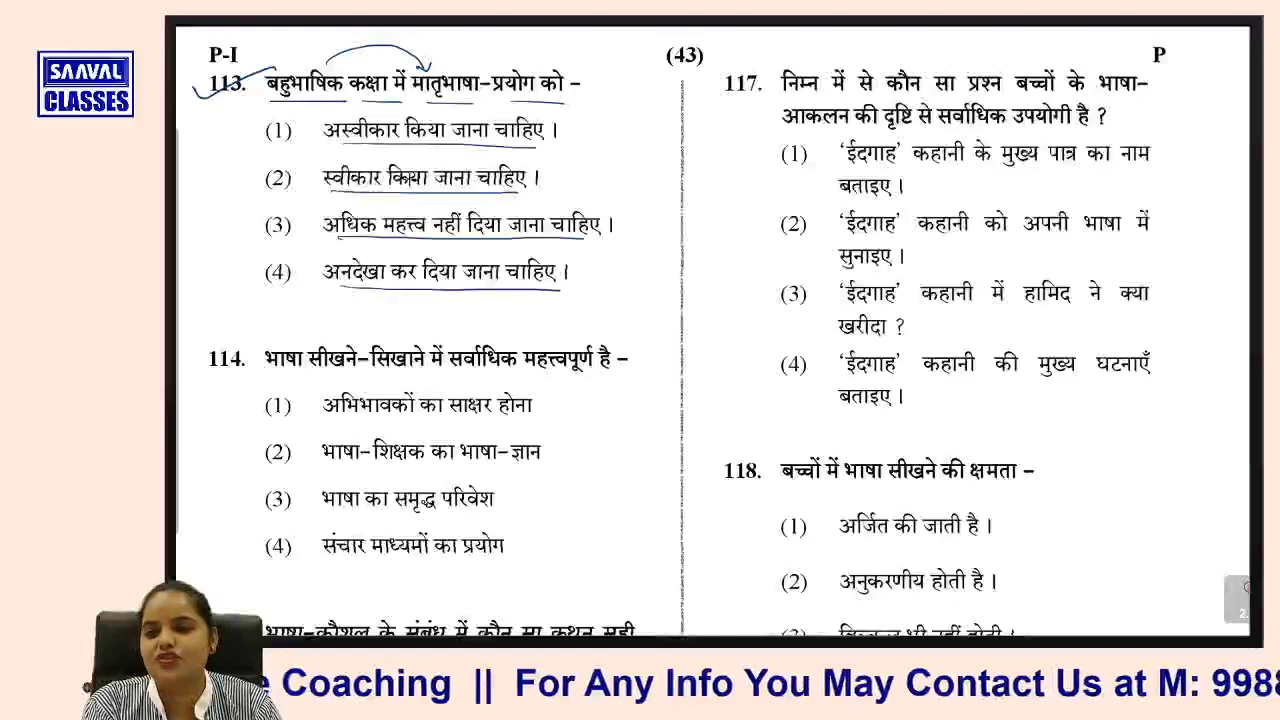 SAAVAL
CLASSES
P-I
(43)
P
113. बहुभाषिक कक्षा में मातृभाषा-प्रयोग को -
(1) अस्वीकार किया जाना चाहिए ।
(2) स्वीकार किया जाना चाहिए ।
(3) अधिक महत्त्व नहीं दिया जाना चाहिए ।
(4) अनदेखा कर दिया जाना चाहिए ।
114. भाषा सीखने-सिखाने में सर्वाधिक महत्त्वपूर्ण है -
(1) अभिभावकों का साक्षर होना
(2) भाषा-शिक्षक का भाषा-ज्ञान
(3) भाषा का समृद्ध परिवेश
(4) संचार माध्यमों का प्रयोग
भाषा-कौशल के संबंध में कौन सा कथन सही
117. निम्न में से कौन सा प्रश्न बच्चों के भाषा-
आकलन की दृष्टि से सर्वाधिक उपयोगी है ?
(1) ‘ईदगाह’ कहानी के मुख्य पात्र का नाम
बताइए ।
(2) ‘ईदगाह’ कहानी को अपनी भाषा में
सुनाइए ।
(3) ‘ईदगाह’ कहानी में हामिद ने क्या
खरीदा ?
(4) ‘ईदगाह’ कहानी की मुख्य घटनाएँ
बताइए ।
118. बच्चों में भाषा सीखने की क्षमता -
(1) अर्जित की जाती है ।
(2) अनुकरणीय होती है ।
e Coaching || For Any Info You May Contact Us at M: 998